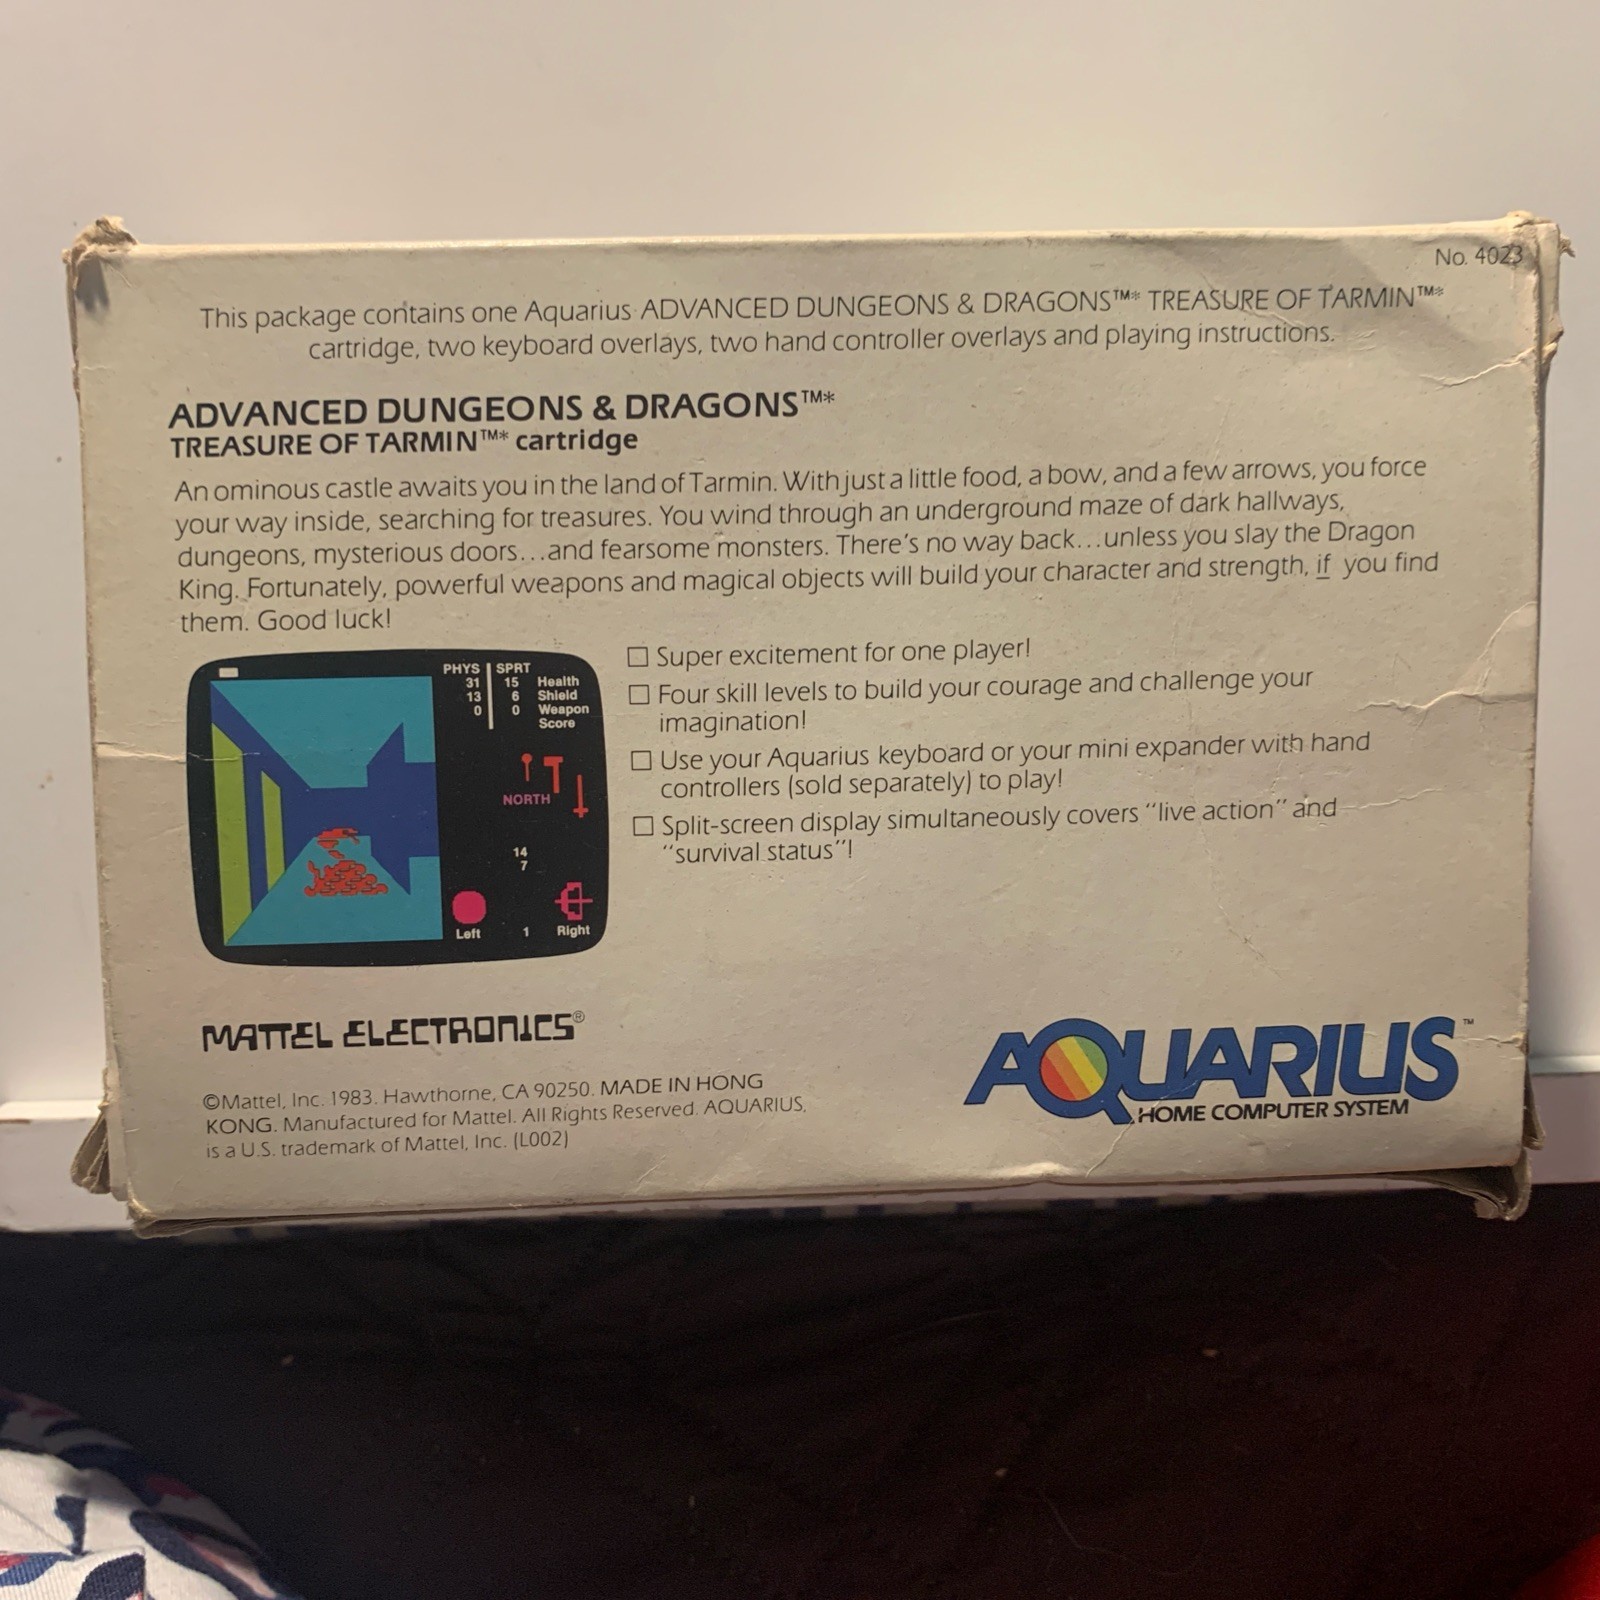 No. 4023
This package contains one Aquarius ADVANCED DUNGEONS & DRAGONS™* TREASURE OF TARMIN™*
cartridge, two keyboard overlays, two hand controller overlays and playing instructions.
ADVANCED DUNGEONS & DRAGONS™*
TREASURE OF TARMIN™* cartridge
An ominous castle awaits you in the land of Tarmin. With just a little food, a bow, and a few arrows, you force
your way inside, searching for treasures. You wind through an underground maze of dark hallways,
dungeons, mysterious doors...and fearsome monsters. There's no way back...unless you slay the Dragon
King. Fortunately, powerful weapons and magical objects will build your character and strength, if you find
them. Good luck!
PHYS SPRT
31 15 Health
13 6 Shield
0 0 Weapon
Score
NORTH
14
7
Left 1 Right
☐ Super excitement for one player!
☐ Four skill levels to build your courage and challenge your
imagination!
☐ Use your Aquarius keyboard or your mini expander with hand
controllers (sold separately) to play!
☐ Split-screen display simultaneously covers "live action" and
"survival status"!
MATTEL ELECTRONICS®
©Mattel, Inc. 1983. Hawthorne, CA 90250. MADE IN HONG
KONG. Manufactured for Mattel. All Rights Reserved. AQUARIUS,
is a U.S. trademark of Mattel, Inc. (L002)
AQUARIUS™
HOME COMPUTER SYSTEM